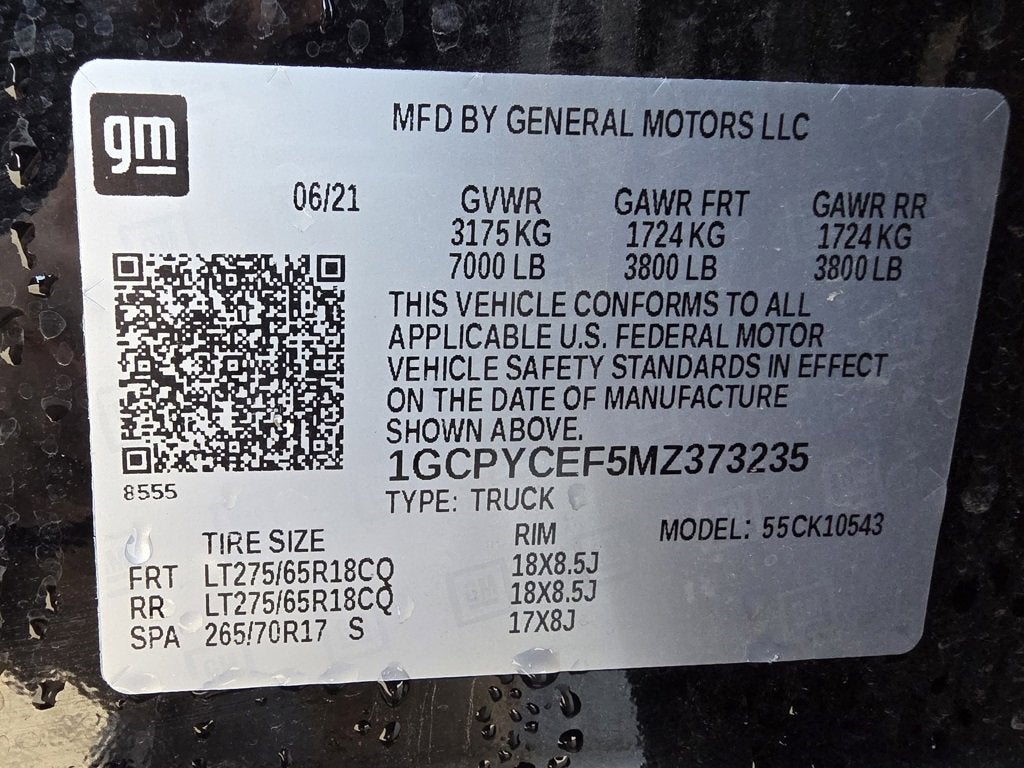 gm
MFD BY GENERAL MOTORS LLC
06/21 GVWR GAWR FRT GAWR RR
3175 KG 1724 KG 1724 KG
7000 LB 3800 LB 3800 LB
THIS VEHICLE CONFORMS TO ALL
APPLICABLE U.S. FEDERAL MOTOR
VEHICLE SAFETY STANDARDS IN EFFECT
ON THE DATE OF MANUFACTURE
SHOWN ABOVE.
1GCPYCEF5MZ373235
8555
TYPE: TRUCK
MODEL: 55CK10543
TIRE SIZE RIM
FRT LT275/65R18CQ 18X8.5J
RR LT275/65R18CQ 18X8.5J
SPA 265/70R17 S 17X8J